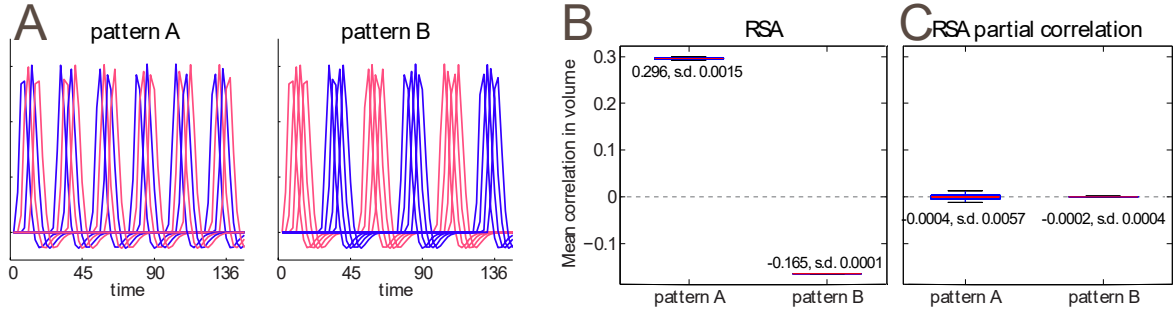 A
pattern A
pattern B
0
45
90
136
time
0
45
90
136
time
B
RSA
Mean correlation in volume
0.3
0.2
0.1
0
−0.1
0.296, s.d. 0.0015
-0.165, s.d. 0.0001
pattern A
pattern B
C
RSA partial correlation
-0.0004, s.d. 0.0057
-0.0002, s.d. 0.0004
pattern A
pattern B